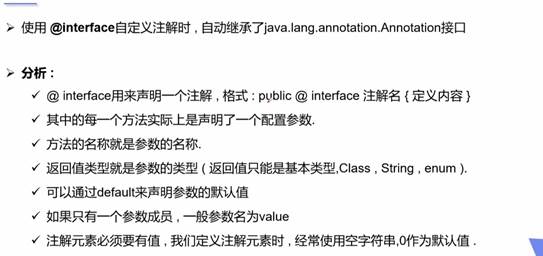 使用 @interface自定义注解时 , 自动继承了java.lang.annotation.Annotation接口
分析 :
@ interface用来声明一个注解 , 格式 : public @ interface 注解名 { 定义内容 }
其中的每一个方法实际上是声明了一个配置参数.
方法的名称就是参数的名称.
返回值类型就是参数的类型 ( 返回值只能是基本类型,Class , String , enum ).
可以通过default来声明参数的默认值
如果只有一个参数成员 , 一般参数名为value
注解元素必须要有值 , 我们定义注解元素时 , 经常使用空字符串,0作为默认值 .